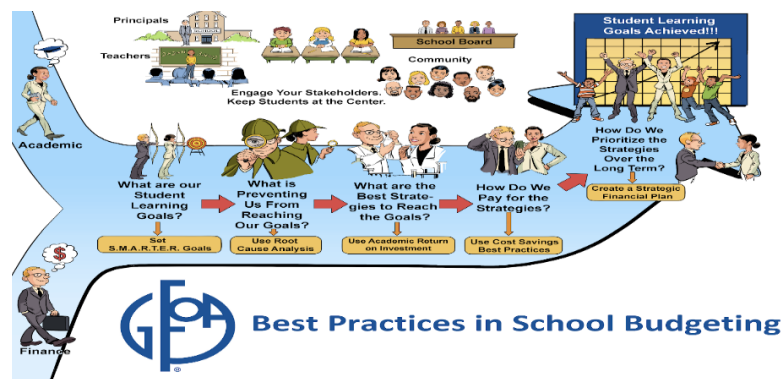 Principals
Teachers
School Board
Community
Engage Your Stakeholders.
Keep Students at the Center.
Student Learning
Goals Achieved!!!
Academic
$
Finance
What are our
Student
Learning
Goals?
Set
S.M.A.R.T.E.R. Goals
What is
Preventing
Us From
Reaching
Our Goals?
Use Root
Cause Analysis
What are the
Best Strate-
gies to Reach
the Goals?
Use Academic Return
on Investment
How Do We
Pay for the
Strategies?
Use Cost Savings
Best Practices
How Do We
Prioritize the
Strategies
Over the
Long Term?
Create a Strategic
Financial Plan
GFOA
®
Best Practices in School Budgeting